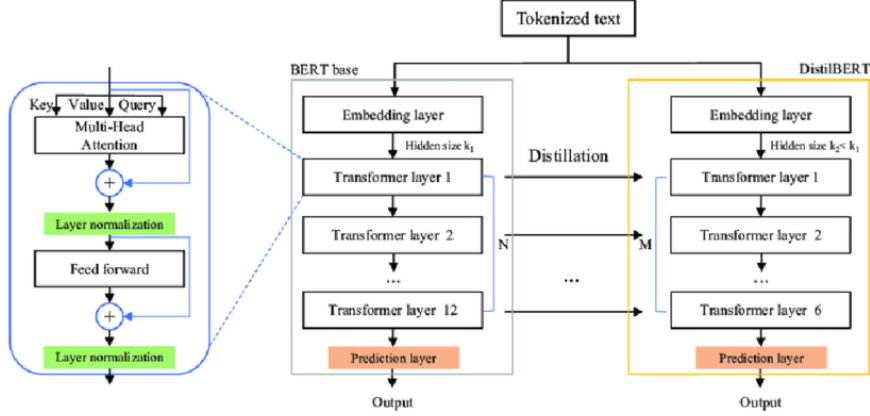 Tokenized text
BERT base
DistilBERT
Key Value Query
Multi-Head
Attention
+
Layer normalization
Feed forward
+
Layer normalization
Embedding layer
Hidden size k₁
Transformer layer 1
Transformer layer 2
...
Transformer layer 12
N
Prediction layer
Output
Distillation
...
Embedding layer
Hidden size k₂< k₁
Transformer layer 1
Transformer layer 2
M
...
Transformer layer 6
Prediction layer
Output